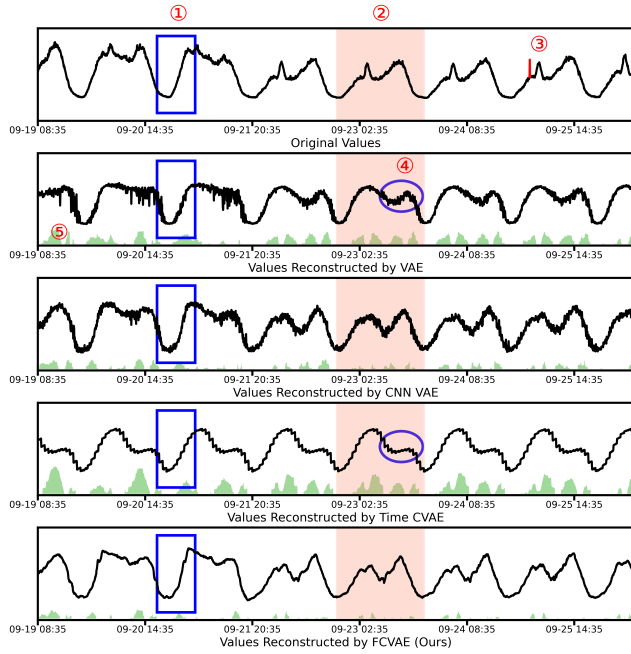 ① ②
③
09-19 08:35 09-20 14:35 09-21 20:35 09-23 02:35 09-24 08:35 09-25 14:35
Original Values
④
⑤
09-19 08:35 09-20 14:35 09-21 20:35 09-23 02:35 09-24 08:35 09-25 14:35
Values Reconstructed by VAE
09-19 08:35 09-20 14:35 09-21 20:35 09-23 02:35 09-24 08:35 09-25 14:35
Values Reconstructed by CNN VAE
09-19 08:35 09-20 14:35 09-21 20:35 09-23 02:35 09-24 08:35 09-25 14:35
Values Reconstructed by Time CVAE
09-19 08:35 09-20 14:35 09-21 20:35 09-23 02:35 09-24 08:35 09-25 14:35
Values Reconstructed by FCVAE (Ours)